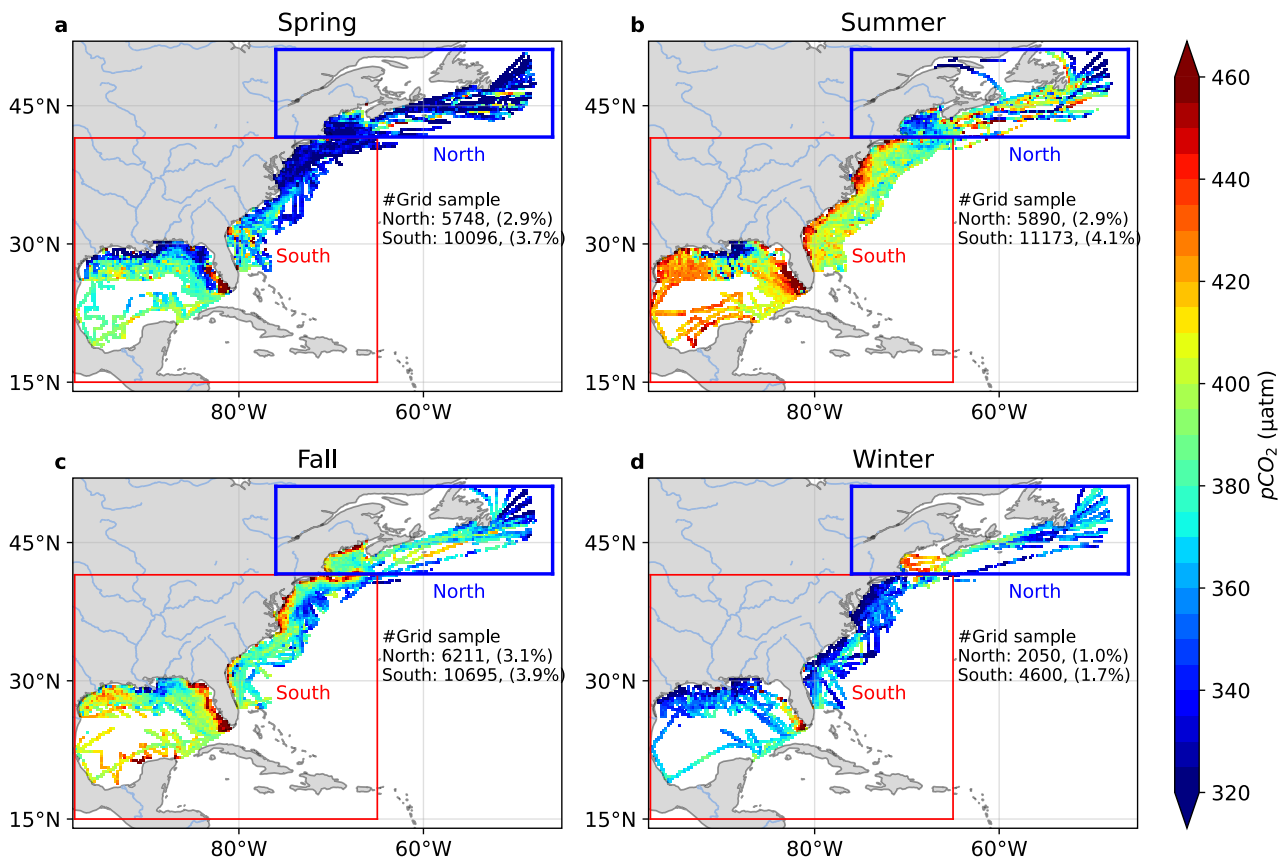 a Spring
45°N
30°N
15°N
80°W 60°W
North
#Grid sample
North: 5748, (2.9%)
South: 10096, (3.7%)
South
b Summer
45°N
30°N
15°N
80°W 60°W
North
#Grid sample
North: 5890, (2.9%)
South: 11173, (4.1%)
South
c Fall
45°N
30°N
15°N
80°W 60°W
North
#Grid sample
North: 6211, (3.1%)
South: 10695, (3.9%)
South
d Winter
45°N
30°N
15°N
80°W 60°W
North
#Grid sample
North: 2050, (1.0%)
South: 4600, (1.7%)
South
460
440
420
400
380
360
340
320
pCO₂ (µatm)